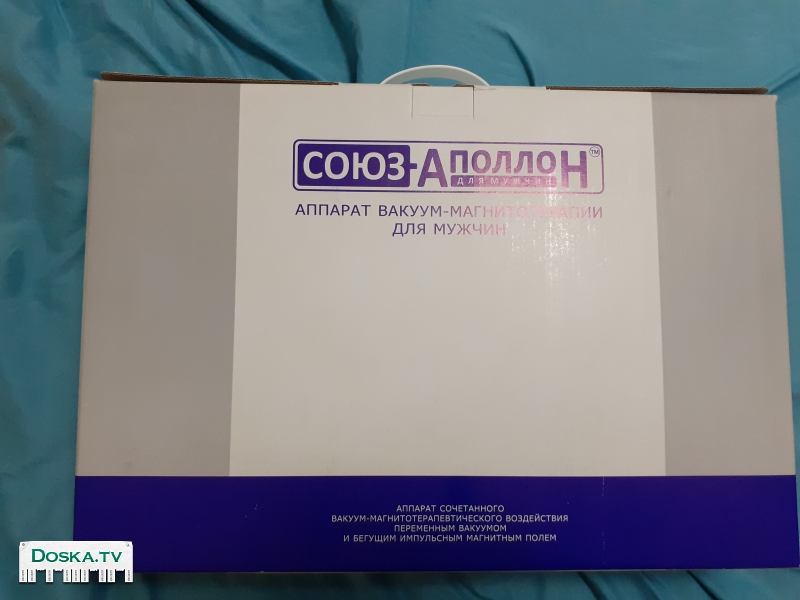 СОЮЗ-АПОЛЛОН™
ДЛЯ МУЖЧИН
АППАРАТ ВАКУУМ-МАГНИТОТЕРАПИИ
ДЛЯ МУЖЧИН
АППАРАТ СОЧЕТАННОГО
ВАКУУМ-МАГНИТОТЕРАПЕВТИЧЕСКОГО ВОЗДЕЙСТВИЯ
ПЕРЕМЕННЫМ ВАКУУМОМ
И БЕГУЩИМ ИМПУЛЬСНЫМ МАГНИТНЫМ ПОЛЕМ
DOSKA.TV